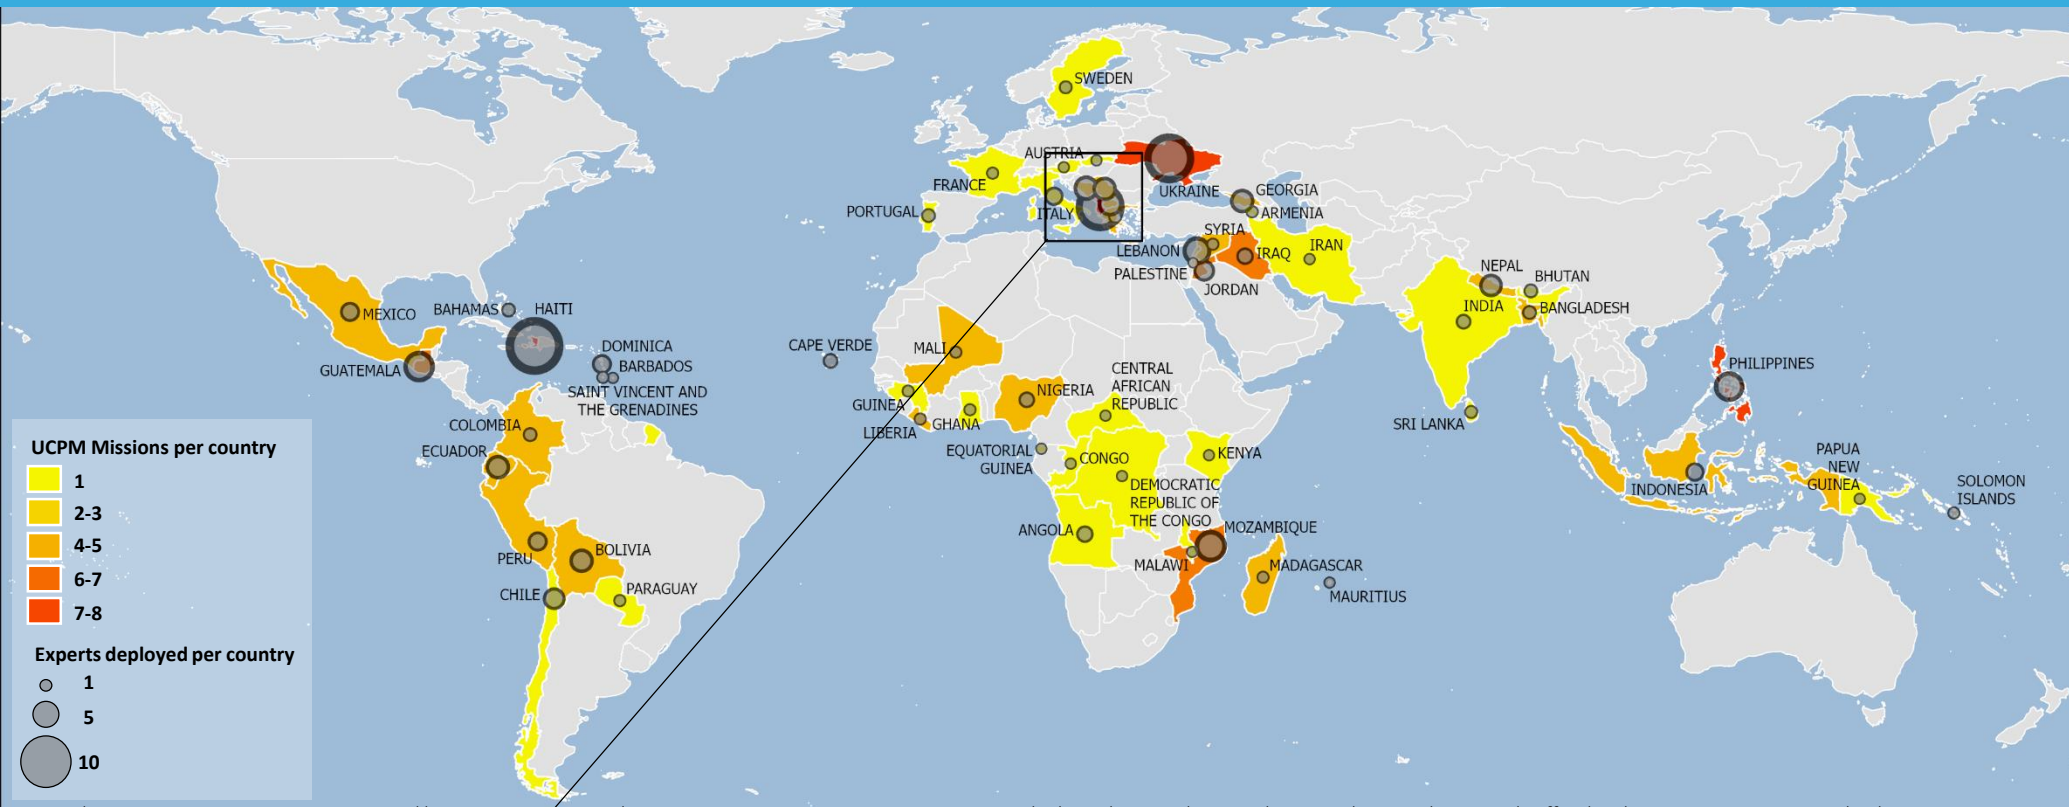 SWEDEN
AUSTRIA
FRANCE
PORTUGAL
ITALY
UKRAINE
GEORGIA
ARMENIA
SYRIA
LEBANON
IRAQ
IRAN
PALESTINE
JORDAN
NEPAL
BHUTAN
INDIA
BANGLADESH
MEXICO
BAHAMAS
HAITI
GUATEMALA
DOMINICA
BARBADOS
SAINT VINCENT AND
THE GRENADINES
CAPE VERDE
MALI
CENTRAL
AFRICAN
REPUBLIC
PHILIPPINES
NIGERIA
GUINEA
GHANA
LIBERIA
SRI LANKA
COLOMBIA
ECUADOR
EQUATORIAL
GUINEA
CONGO
KENYA
DEMOCRATIC
REPUBLIC OF
THE CONGO
PAPUA
NEW
GUINEA
INDONESIA
SOLOMON
ISLANDS
ANGOLA
MOZAMBIQUE
PERU
BOLIVIA
MALAWI
MADAGASCAR
CHILE
PARAGUAY
MAURITIUS
UCPM Missions per country
1
2-3
4-5
6-7
7-8
Experts deployed per country
1
5
10